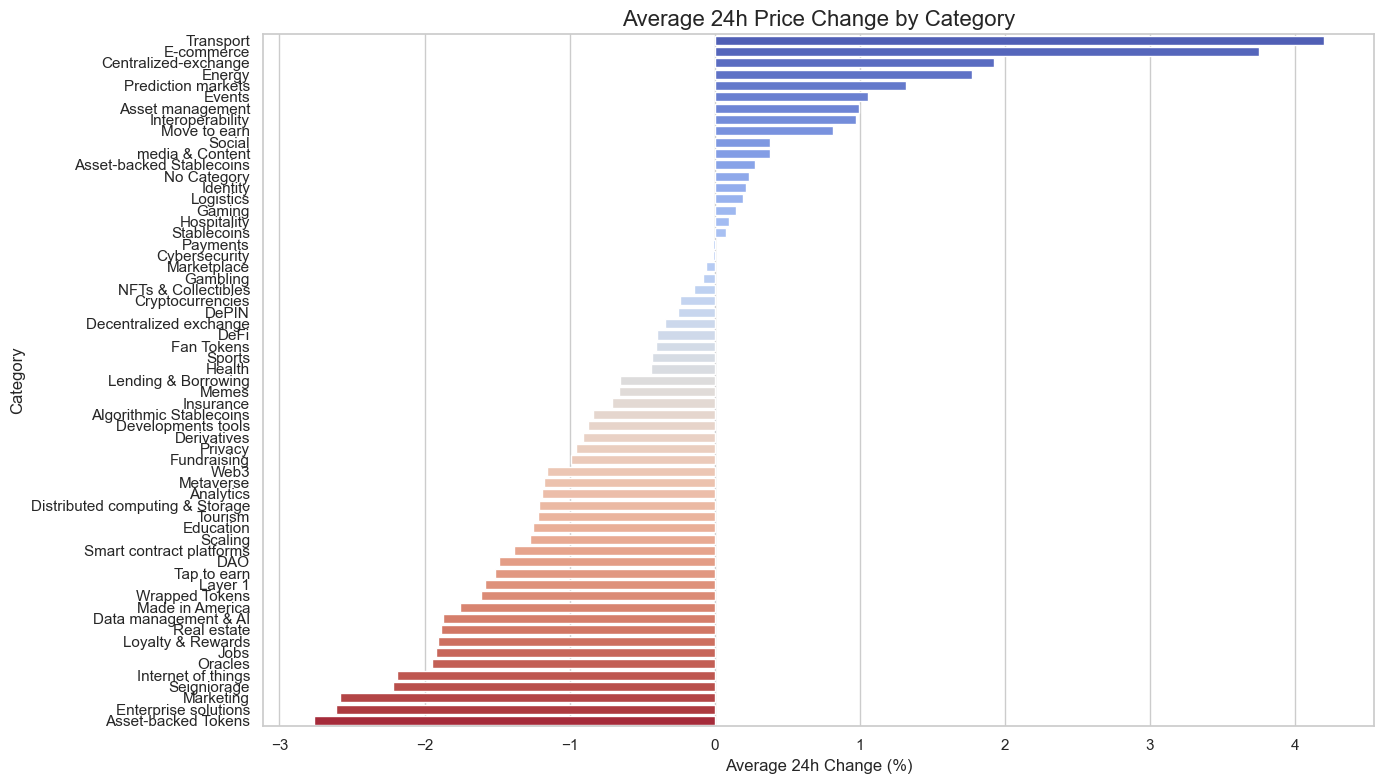 Average 24h Price Change by Category
Transport
E-commerce
Centralized-exchange
Energy
Prediction markets
Events
Asset management
Interoperability
Move to earn
Social
media & Content
Asset-backed Stablecoins
No Category
Identity
Logistics
Gaming
Hospitality
Stablecoins
Payments
Cybersecurity
Marketplace
Gambling
NFTs & Collectibles
Cryptocurrencies
DePIN
Decentralized exchange
DeFi
Fan Tokens
Sports
Health
Lending & Borrowing
Memes
Insurance
Algorithmic Stablecoins
Developments tools
Derivatives
Privacy
Fundraising
Web3
Metaverse
Analytics
Distributed computing & Storage
Tourism
Education
Scaling
Smart contract platforms
DAO
Tap to earn
Layer 1
Wrapped Tokens
Made in America
Data management & AI
Real estate
Loyalty & Rewards
Jobs
Oracles
Internet of things
Seigniorage
Marketing
Enterprise solutions
Asset-backed Tokens
Category
−3 −2 −1 0 1 2 3 4
Average 24h Change (%)